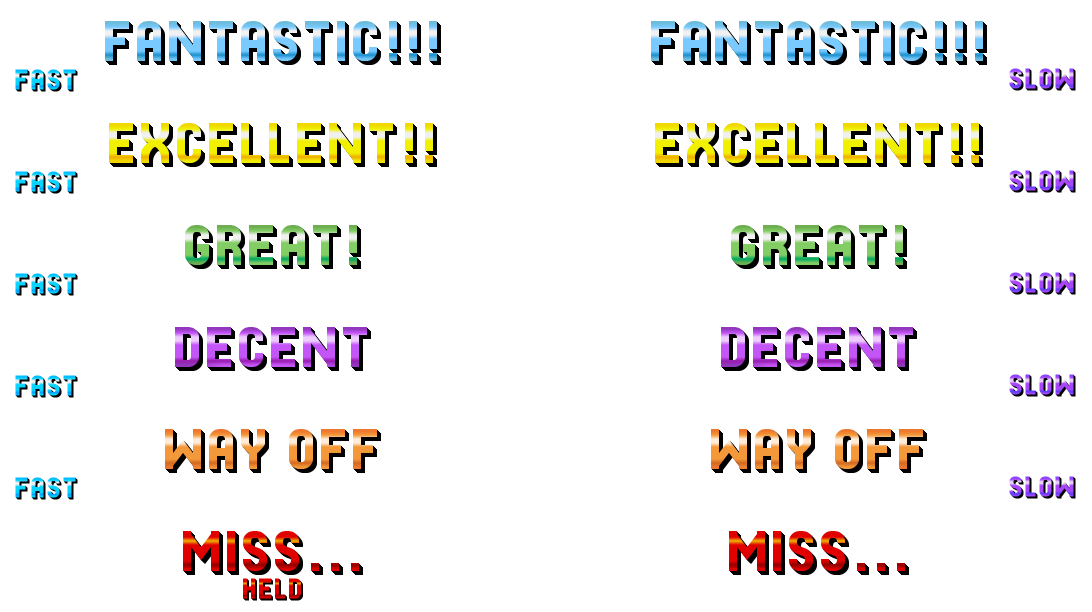 FANTASTIC!!! FANTASTIC!!!
FAST SLOW
EXCELLENT!! EXCELLENT!!
FAST SLOW
GREAT! GREAT!
FAST SLOW
DECENT DECENT
FAST SLOW
WAY OFF WAY OFF
FAST SLOW
MISS... MISS...
HELD